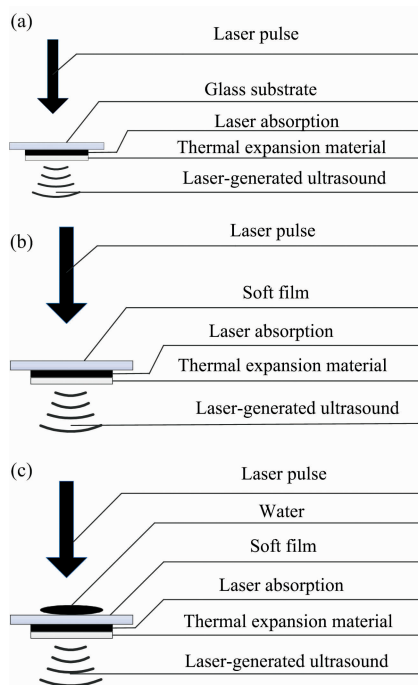 (a)
Laser pulse
Glass substrate
Laser absorption
Thermal expansion material
Laser-generated ultrasound
(b)
Laser pulse
Soft film
Laser absorption
Thermal expansion material
Laser-generated ultrasound
(c)
Laser pulse
Water
Soft film
Laser absorption
Thermal expansion material
Laser-generated ultrasound